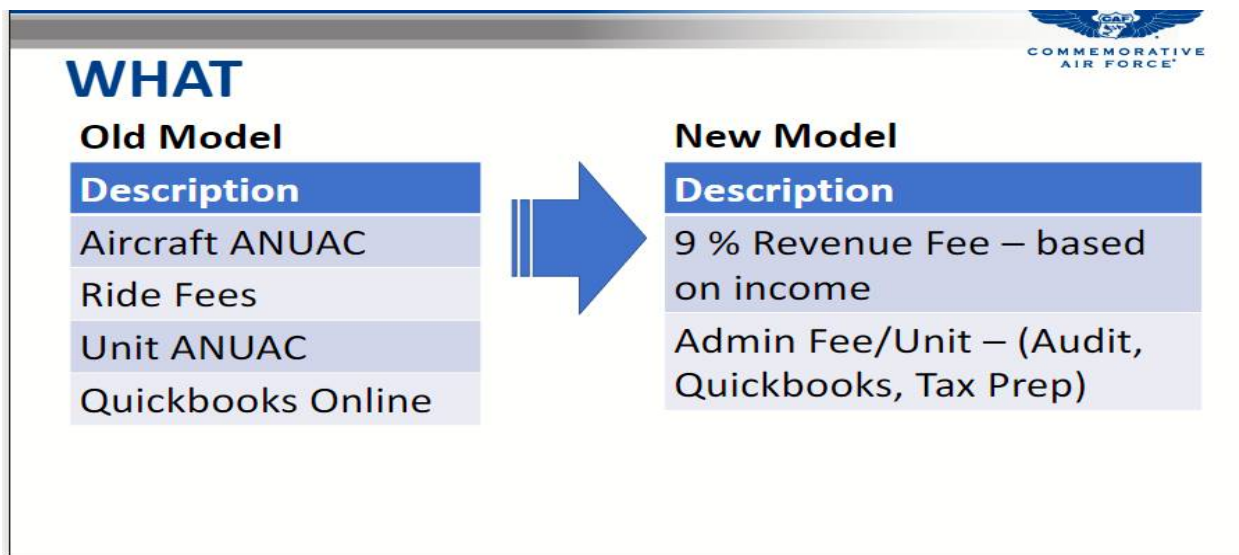 CAF
COMMEMORATIVE
AIR FORCE
WHAT
Old Model
Description
Aircraft ANUAC
Ride Fees
Unit ANUAC
Quickbooks Online
New Model
Description
9 % Revenue Fee – based
on income
Admin Fee/Unit – (Audit,
Quickbooks, Tax Prep)